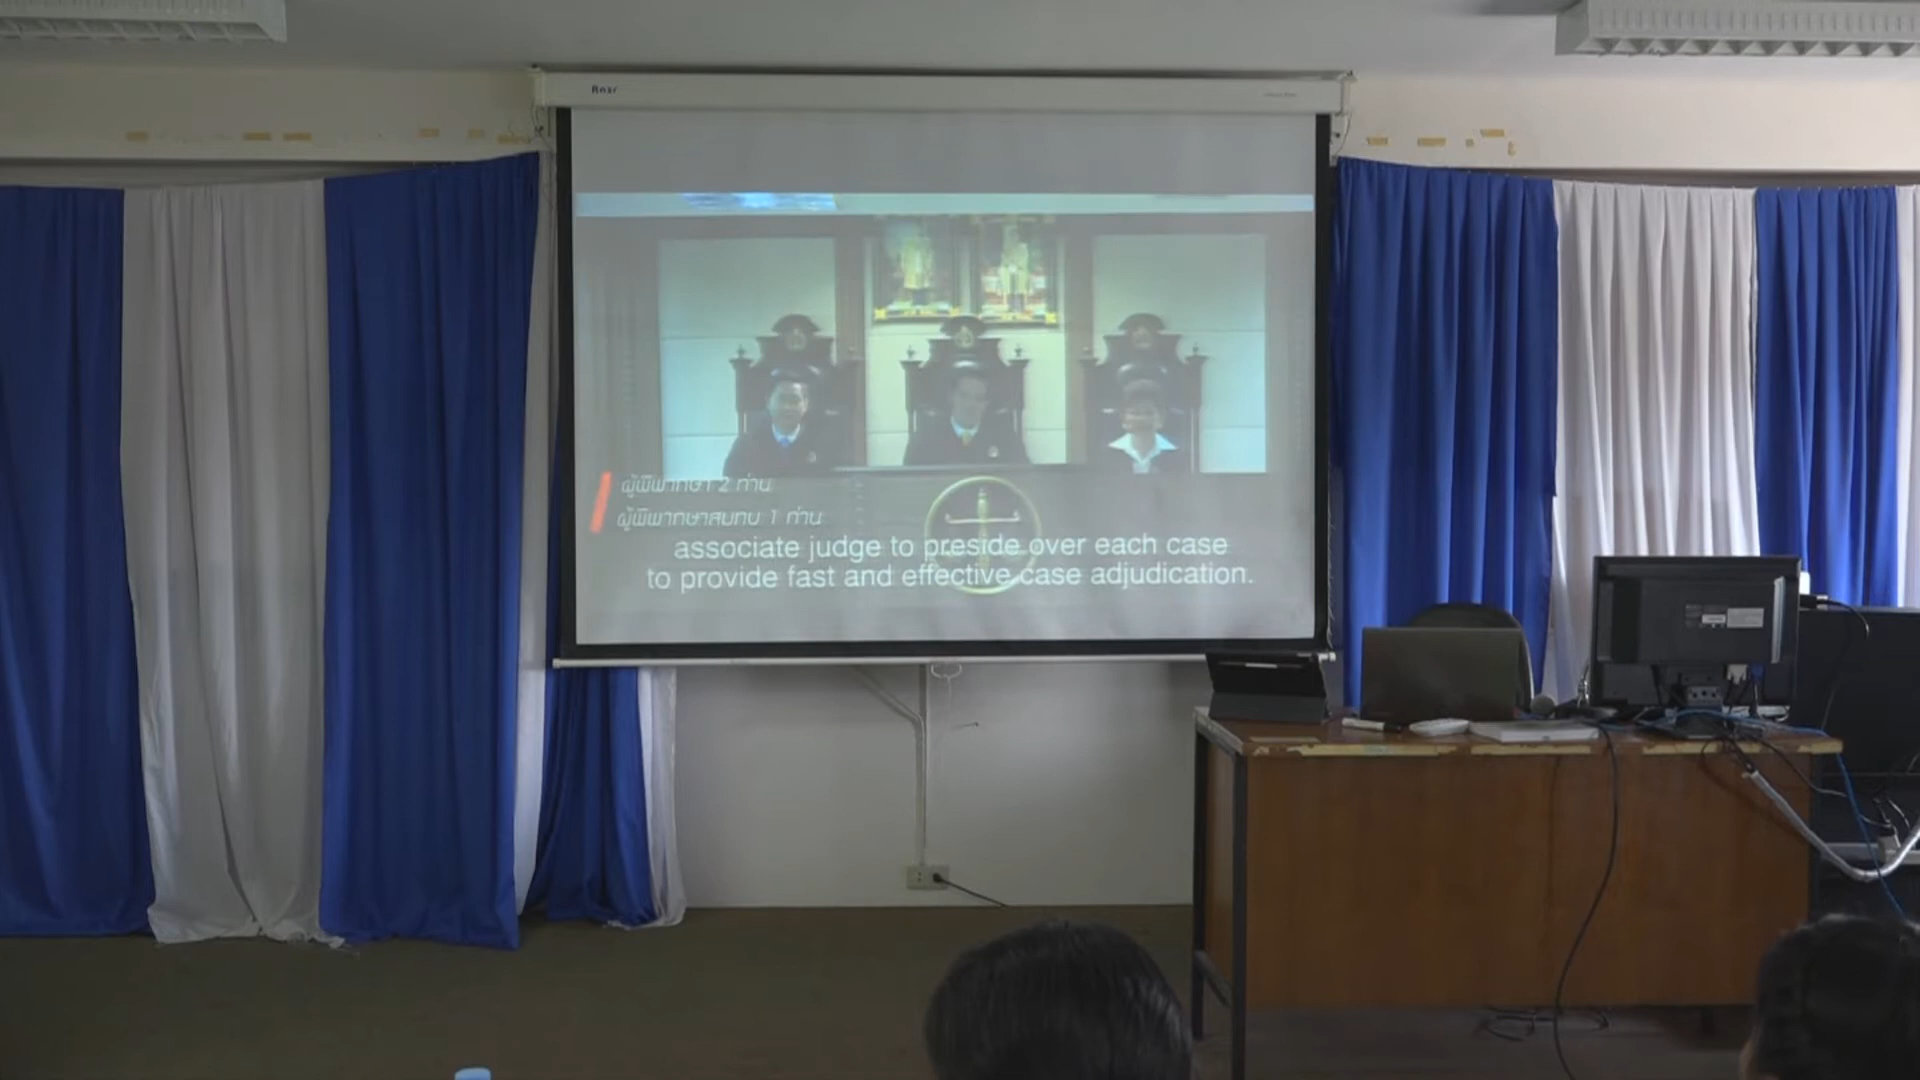 ผู้พิพากษา 2 ท่าน
ผู้พิพากษาสมทบ 1 ท่าน
associate judge to preside over each case
to provide fast and effective case adjudication.